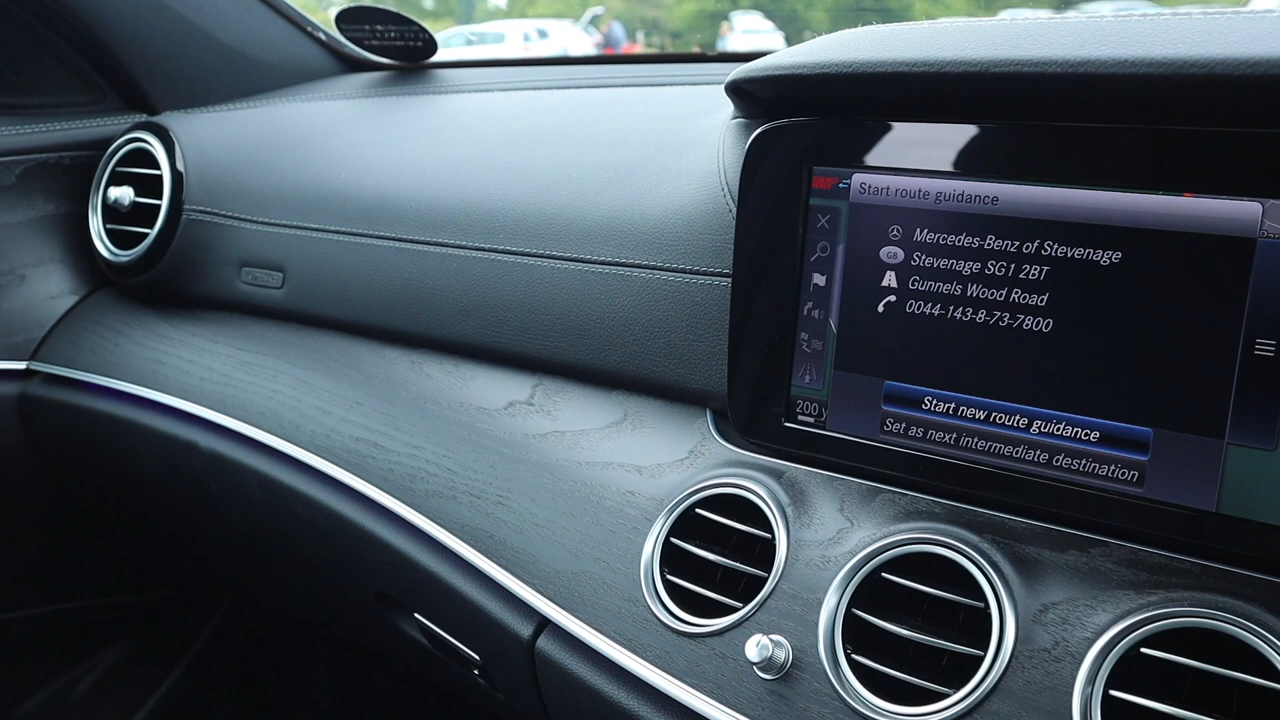 Start route guidance
Mercedes-Benz of Stevenage
GB
Stevenage SG1 2BT
Gunnels Wood Road
0044-143-8-73-7800
Start new route guidance
Set as next intermediate destination
200 y